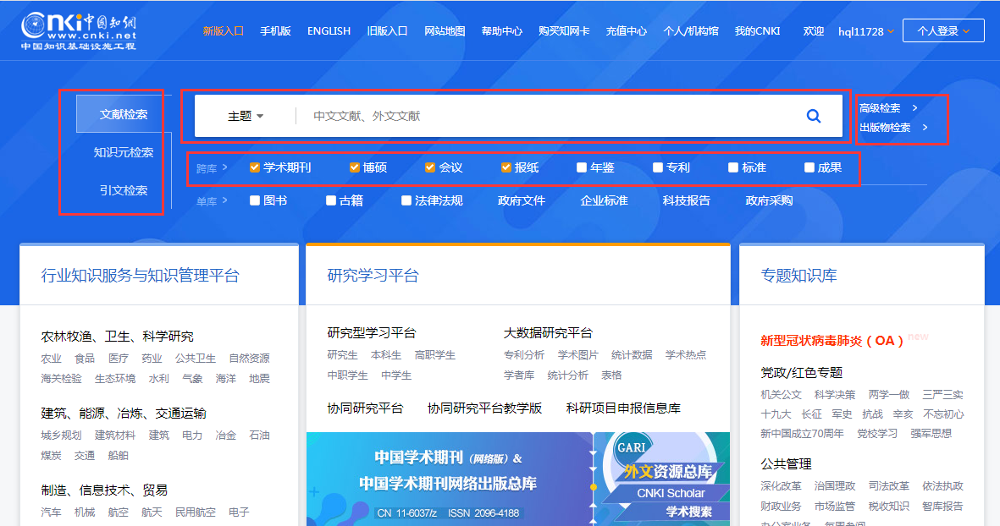 Cnki中国知网
www.cnki.net
中国知识基础设施工程
新版入口 手机版 ENGLISH 旧版入口 网站地图 帮助中心 购买知网卡 充值中心 个人/机构馆 我的CNKI 欢迎 hql11728 个人登录
文献检索
知识元检索
引文检索
主题 中文文献、外文文献
高级检索 >
出版物检索 >
跨库 > 学术期刊 博硕 会议 报纸 年鉴 专利 标准 成果
单库 > 图书 古籍 法律法规 政府文件 企业标准 科技报告 政府采购
行业知识服务与知识管理平台
农林牧渔、卫生、科学研究
农业 食品 医疗 药业 公共卫生 自然资源
海关检验 生态环境 水利 气象 海洋 地震
建筑、能源、冶炼、交通运输
城乡规划 建筑材料 建筑 电力 冶金 石油
煤炭 交通 船舶
制造、信息技术、贸易
汽车 机械 航空 航天 民用航空 电子
研究学习平台
研究型学习平台
研究生 本科生 高职学生
中职学生 中学生
大数据研究平台
专利分析 学术图片 统计数据 学术热点
学者库 统计分析 表格
协同研究平台 协同研究平台教学版 科研项目申报信息库
中国学术期刊(网络版)&
中国学术期刊网络出版总库
CN 11-6037/z ISSN 2096-4188
GARI
外文资源总库
CNKI Scholar
学术搜索
专题知识库
新型冠状病毒肺炎(OA) new
党政/红色专题
机关公文 科学决策 两学一做 三严三实
十九大 长征 军史 抗战 辛亥 不忘初心
新中国成立70周年 党校学习 强军思想
公共管理
深化改革 治国理政 司法改革 依法执政
财政业务 市场监管 税收知识 智库报告